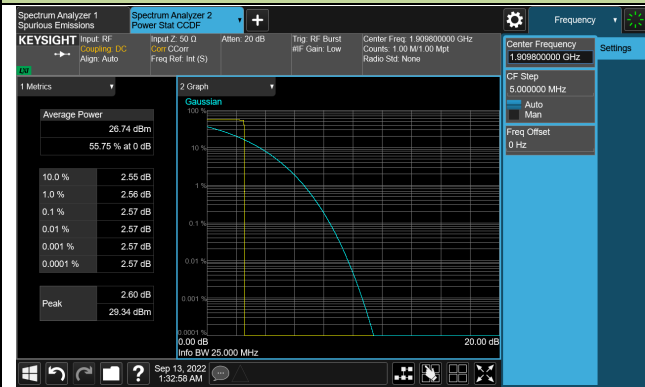 Spectrum Analyzer 1
Spurious Emissions
Spectrum Analyzer 2
Power Stat CCDF
▼
+
Frequency
▼
KEYSIGHT
Input: RF
Coupling: DC
Align: Auto
Input Z: 50 Ω
Corr CCorr
Freq Ref: Int (S)
Atten: 20 dB
Trig: RF Burst
#IF Gain: Low
Center Freq: 1.909800000 GHz
Counts: 1.00 M/1.00 Mpt
Radio Std: None
LXI
1 Metrics
▼
Average Power
26.74 dBm
55.75 % at 0 dB
10.0 % 2.55 dB
1.0 % 2.56 dB
0.1 % 2.57 dB
0.01 % 2.57 dB
0.001 % 2.57 dB
0.0001 % 2.57 dB
Peak
2.60 dB
29.34 dBm
2 Graph
▼
Gaussian
100 %
10 %
1 %
0.1 %
0.01 %
0.001 %
0.0001 %
0.00 dB
20.00 dB
Info BW 25.000 MHz
Center Frequency
1.909800000 GHz
CF Step
5.000000 MHz
Auto
Man
Freq Offset
0 Hz
Settings
?
Sep 13, 2022
1:32:58 AM